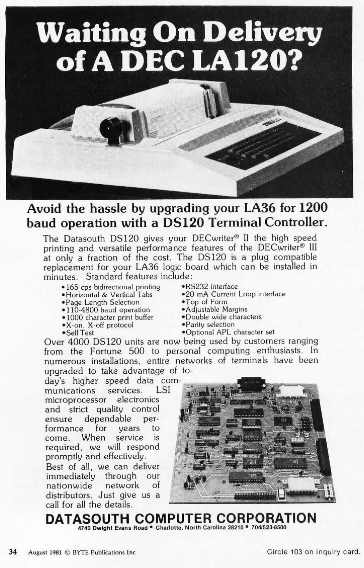 Waiting On Delivery
of A DEC LA120?
Avoid the hassle by upgrading your LA36 for 1200
baud operation with a DS120 Terminal Controller.
The Datasouth DS120 gives your DECwriter® II the high speed
printing and versatile performance features of the DECwriter® III
at only a fraction of the cost. The DS120 is a plug compatible
replacement for your LA36 logic board which can be installed in
minutes. Standard features include:
•165 cps bidirectional printing
•Horizontal & Vertical Tabs
•Page Length Selection
•110-4800 baud operation
•1000 character print buffer
•X-on, X-off protocol
•Self Test
•RS232 interface
•20 mA Current Loop interface
•Top of Form
•Adjustable Margins
•Double wide characters
•Parity selection
•Optional APL character set
Over 4000 DS120 units are now being used by customers ranging
from the Fortune 500 to personal computing enthusiasts. In
numerous installations, entire networks of terminals have been
upgraded to take advantage of to-
day's higher speed data com-
munications services. LSI
microprocessor electronics
and strict quality control
ensure dependable per-
formance for years to
come. When service is
required, we will respond
promptly and effectively.
Best of all, we can deliver
immediately through our
nationwide network of
distributors. Just give us a
call for all the details.
DATASOUTH COMPUTER CORPORATION
4740 Dwight Evans Road • Charlotte, North Carolina 28210 • 704/523-8500
34 August 1981 © BYTE Publications Inc
Circle 103 on inquiry card.